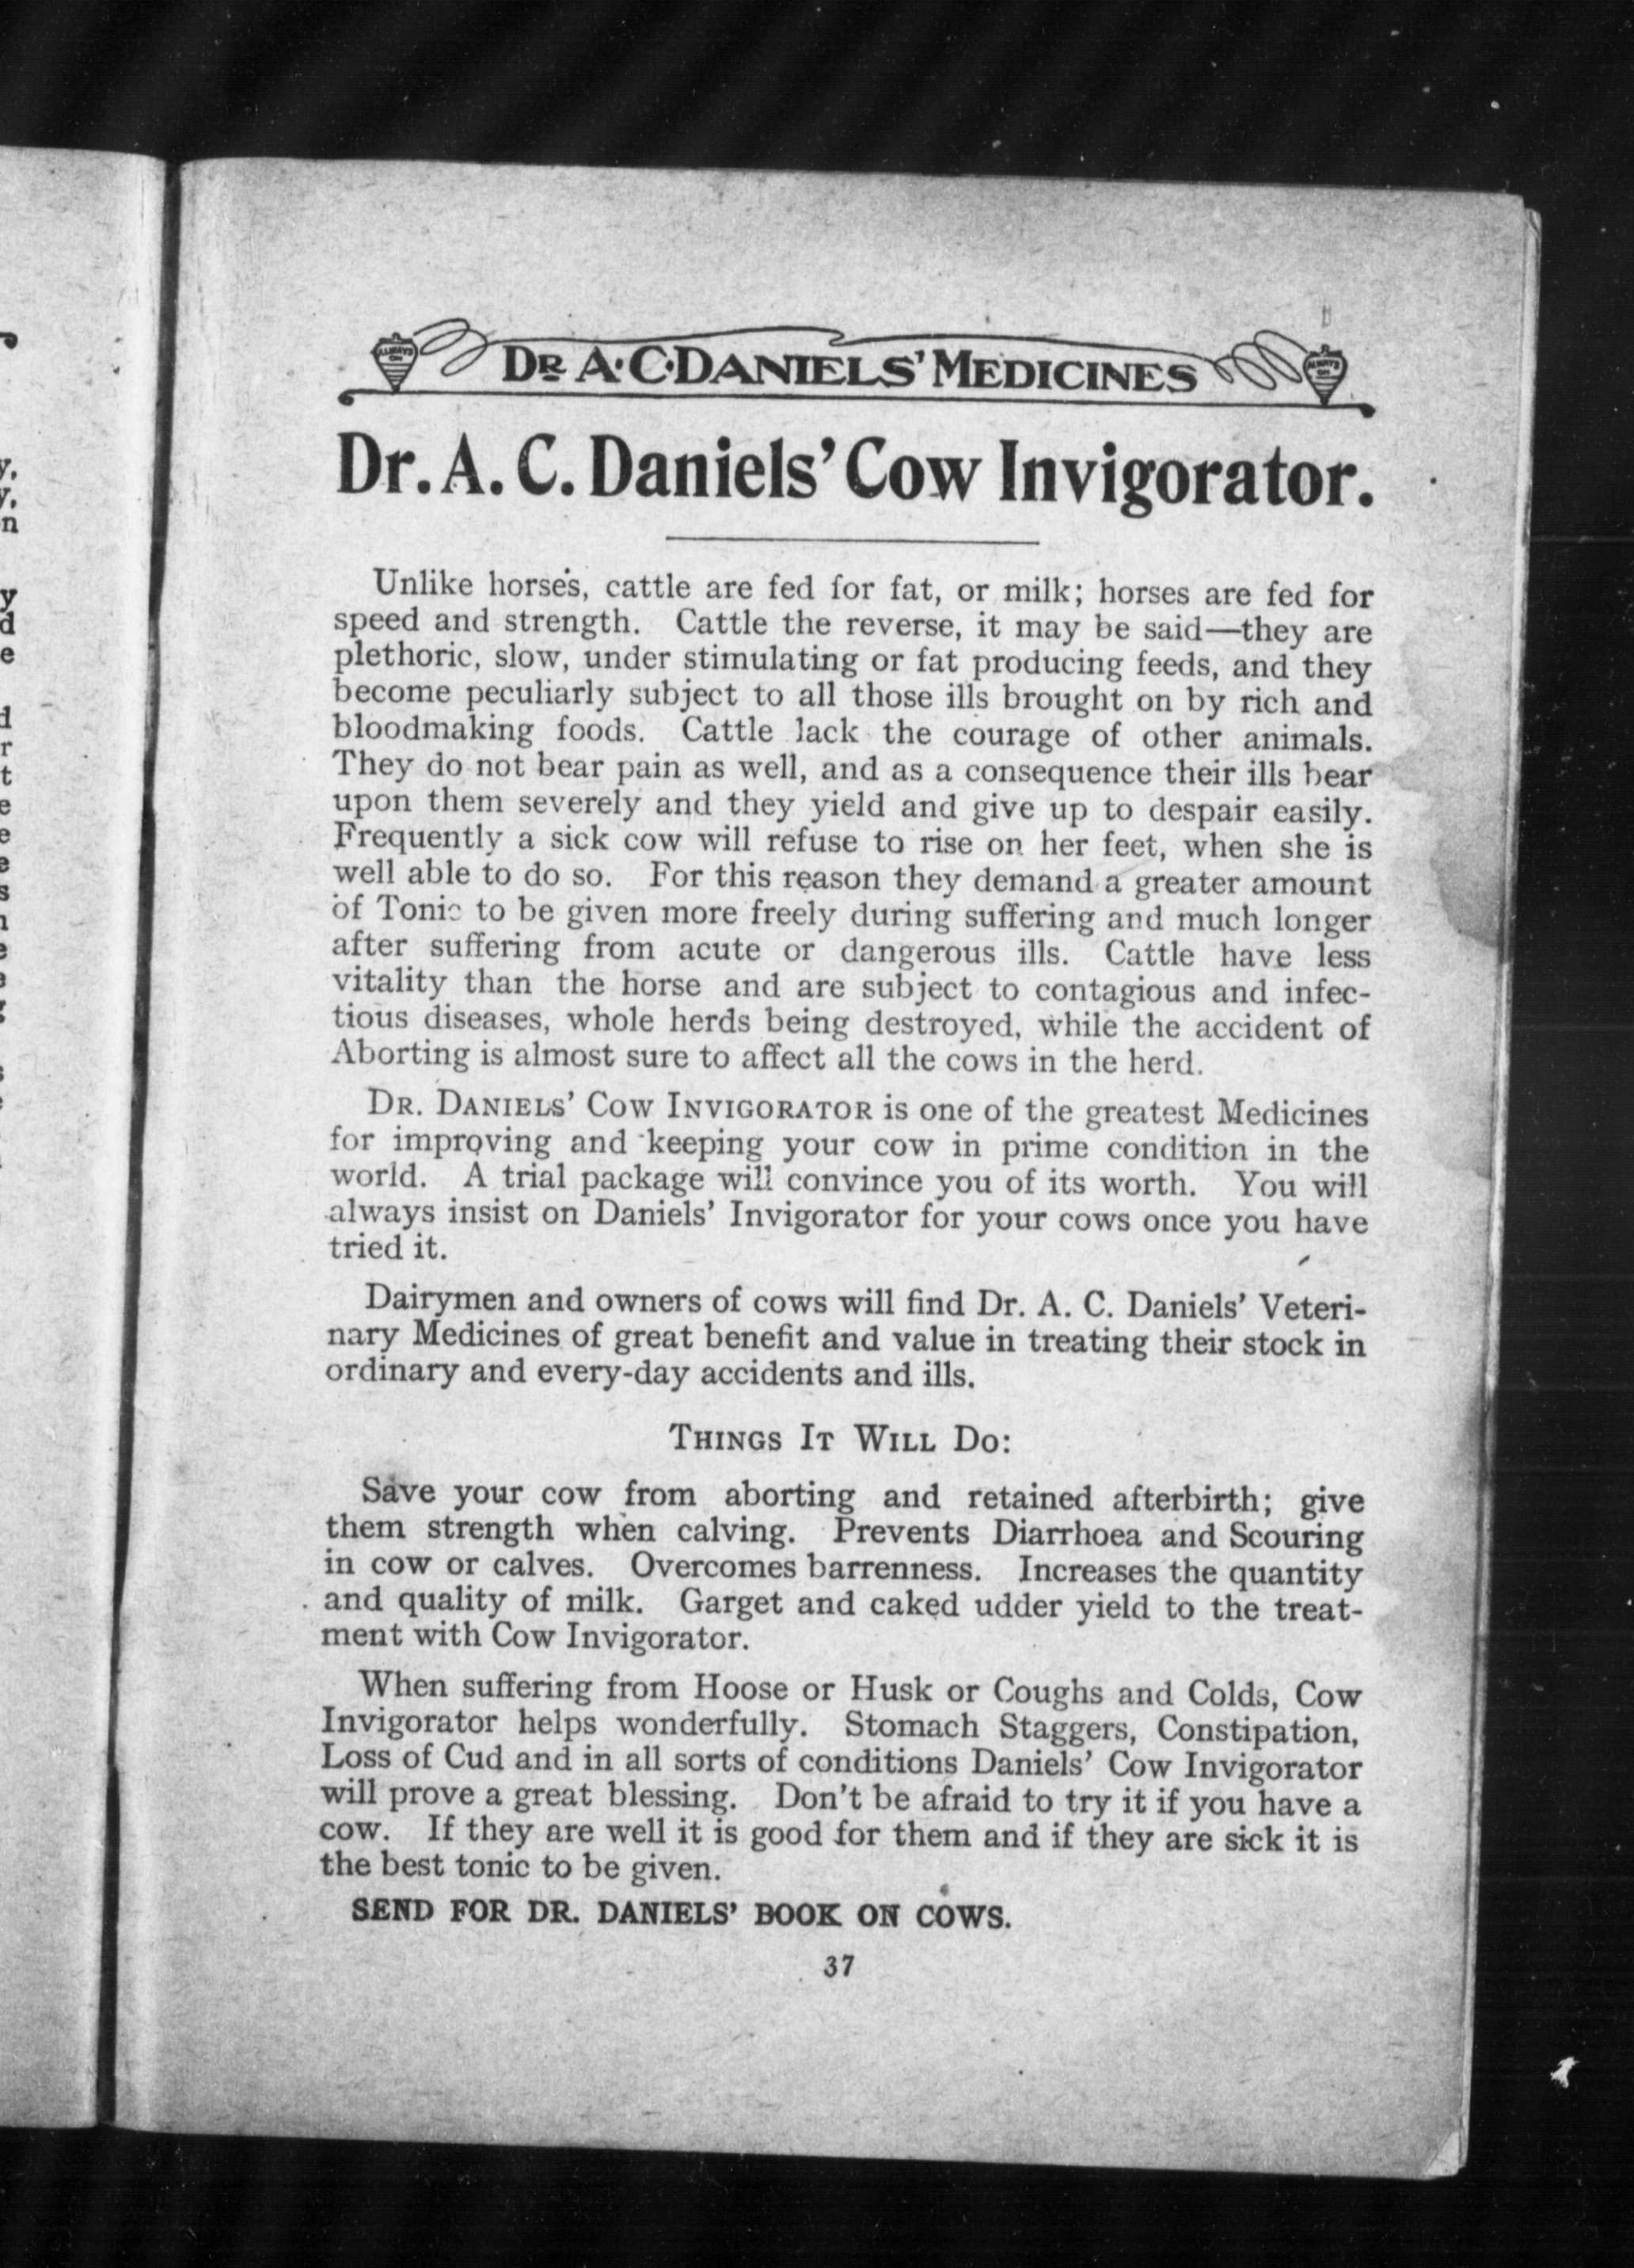 DR. A. C. DANIELS' MEDICINES
Dr. A. C. Daniels' Cow Invigorator.
Unlike horses, cattle are fed for fat, or milk; horses are fed for
speed and strength. Cattle the reverse, it may be said—they are
plethoric, slow, under stimulating or fat producing feeds, and they
become peculiarly subject to all those ills brought on by rich and
bloodmaking foods. Cattle lack the courage of other animals.
They do not bear pain as well, and as a consequence their ills bear
upon them severely and they yield and give up to despair easily.
Frequently a sick cow will refuse to rise on her feet, when she is
well able to do so. For this reason they demand a greater amount
of Tonic to be given more freely during suffering and much longer
after suffering from acute or dangerous ills. Cattle have less
vitality than the horse and are subject to contagious and infec-
tious diseases, whole herds being destroyed, while the accident of
Aborting is almost sure to affect all the cows in the herd.
DR. DANIELS' COW INVIGORATOR is one of the greatest Medicines
for improving and keeping your cow in prime condition in the
world. A trial package will convince you of its worth. You will
always insist on Daniels' Invigorator for your cows once you have
tried it.
Dairymen and owners of cows will find Dr. A. C. Daniels' Veteri-
nary Medicines of great benefit and value in treating their stock in
ordinary and every-day accidents and ills.
THINGS IT WILL DO:
Save your cow from aborting and retained afterbirth; give
them strength when calving. Prevents Diarrhoea and Scouring
in cow or calves. Overcomes barrenness. Increases the quantity
and quality of milk. Garget and caked udder yield to the treat-
ment with Cow Invigorator.
When suffering from Hoose or Husk or Coughs and Colds, Cow
Invigorator helps wonderfully. Stomach Staggers, Constipation,
Loss of Cud and in all sorts of conditions Daniels' Cow Invigorator
will prove a great blessing. Don't be afraid to try it if you have a
cow. If they are well it is good for them and if they are sick it is
the best tonic to be given.
SEND FOR DR. DANIELS' BOOK ON COWS.
37